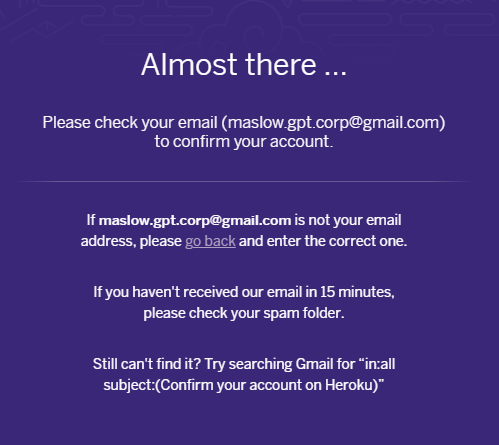 Almost there ...
Please check your email (maslow.gpt.corp@gmail.com)
to confirm your account.
If maslow.gpt.corp@gmail.com is not your email
address, please go back and enter the correct one.
If you haven't received our email in 15 minutes,
please check your spam folder.
Still can't find it? Try searching Gmail for “in:all
subject:(Confirm your account on Heroku)”